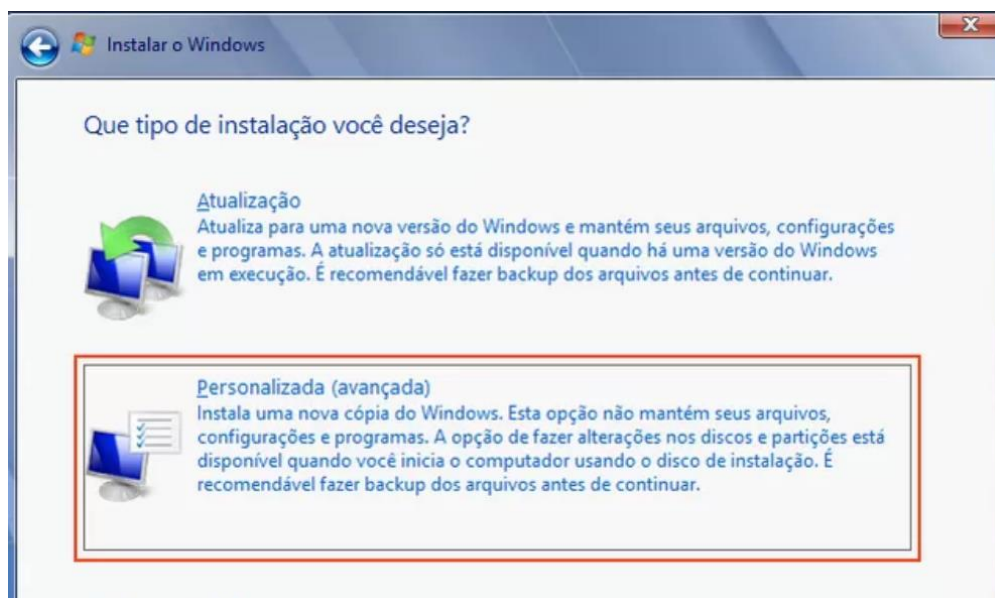 Instalar o Windows
Que tipo de instalação você deseja?
Atualização
Atualiza para uma nova versão do Windows e mantém seus arquivos, configurações
e programas. A atualização só está disponível quando há uma versão do Windows
em execução. É recomendável fazer backup dos arquivos antes de continuar.
Personalizada (avançada)
Instala uma nova cópia do Windows. Esta opção não mantém seus arquivos,
configurações e programas. A opção de fazer alterações nos discos e partições está
disponível quando você inicia o computador usando o disco de instalação. É
recomendável fazer backup dos arquivos antes de continuar.